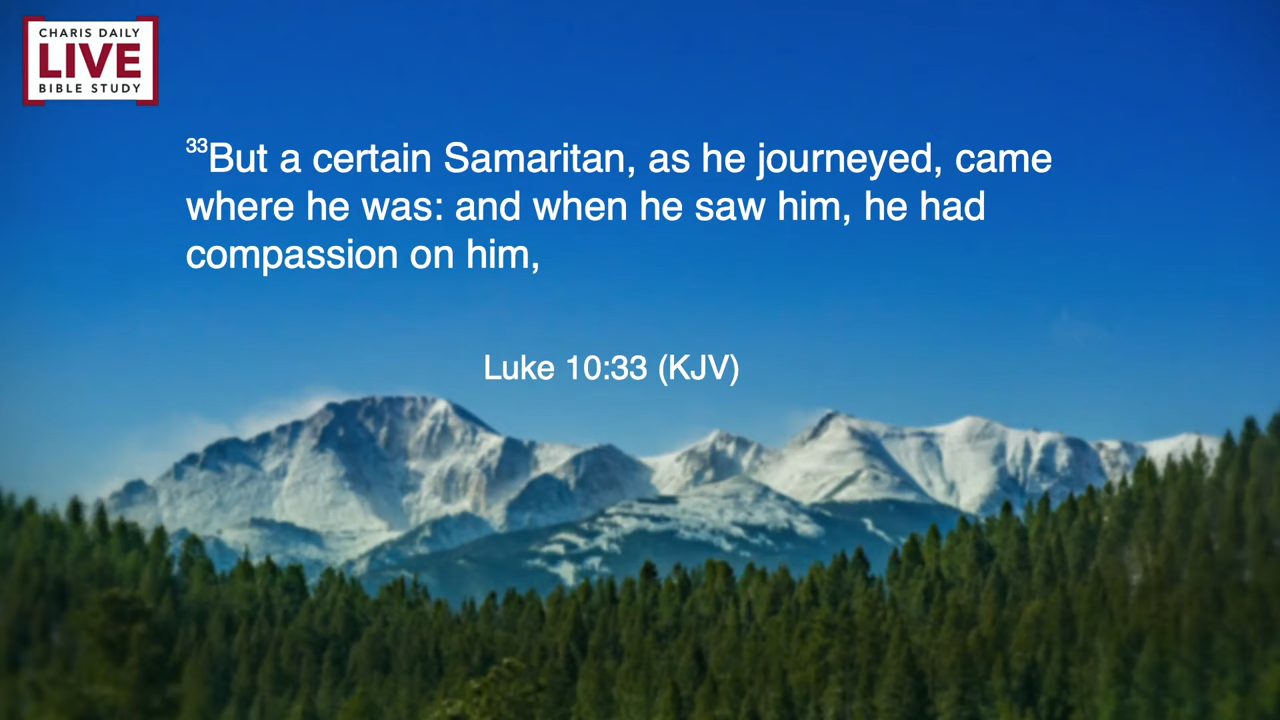 CHARIS DAILY
LIVE
BIBLE STUDY
33But a certain Samaritan, as he journeyed, came
where he was: and when he saw him, he had
compassion on him,
Luke 10:33 (KJV)